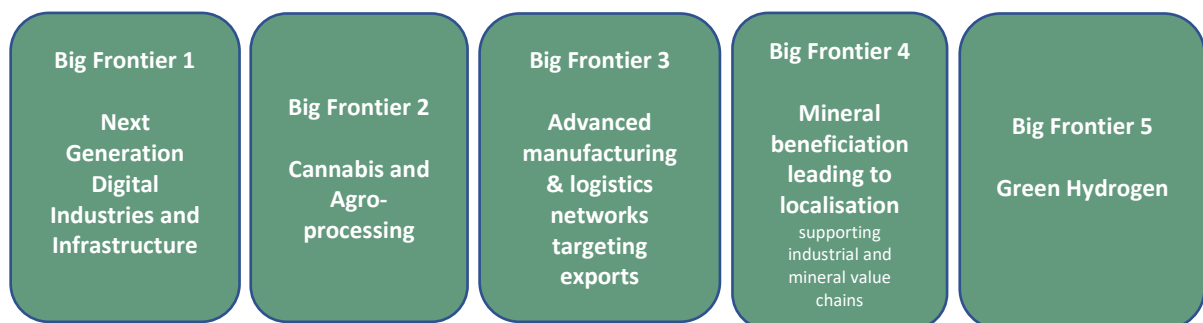 Big Frontier 1
Next
Generation
Digital
Industries and
Infrastructure
Big Frontier 2
Cannabis and
Agro-
processing
Big Frontier 3
Advanced
manufacturing
& logistics
networks
targeting
exports
Big Frontier 4
Mineral
beneficiation
leading to
localisation
supporting
industrial and
mineral value
chains
Big Frontier 5
Green Hydrogen